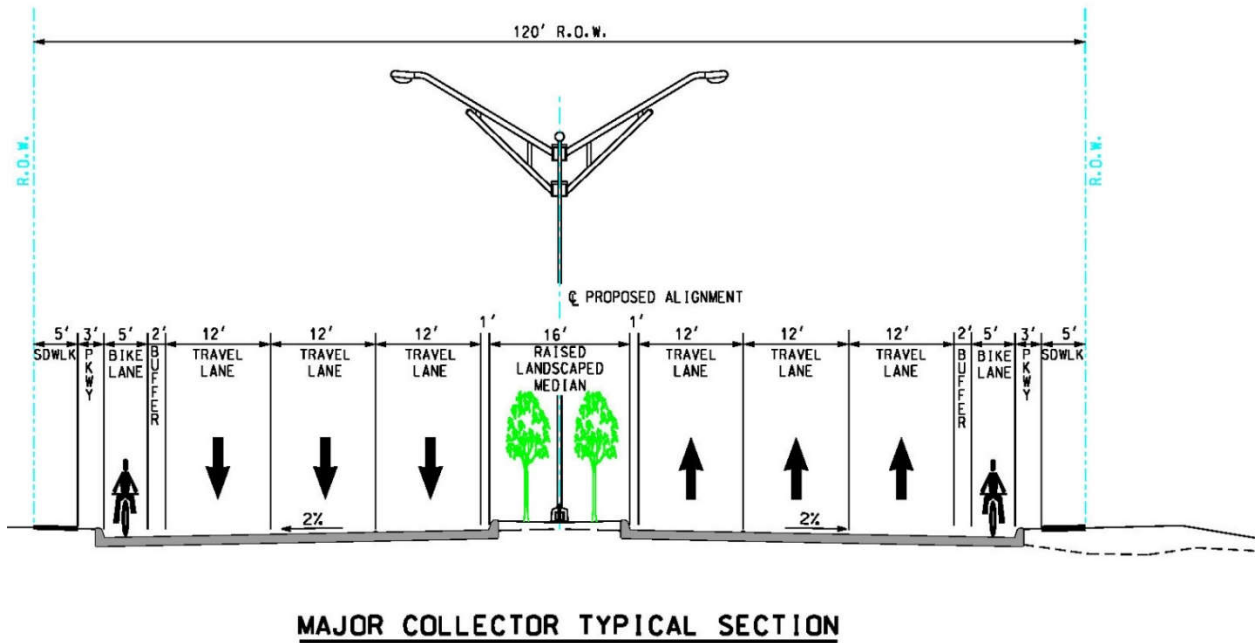 120' R.O.W.
R.O.W.
R.O.W.
℄ PROPOSED ALIGNMENT
5' 3' 5' 2' 12' 12' 12' 1' 16' 1' 12' 12' 12' 2' 5' 3' 5'
SDWLK
PKWY
BIKE
LANE
BUFFER
TRAVEL
LANE
TRAVEL
LANE
TRAVEL
LANE
RAISED
LANDSCAPED
MEDIAN
TRAVEL
LANE
TRAVEL
LANE
TRAVEL
LANE
BUFFER
BIKE
LANE
PKWY
SDWLK
2%
2%
MAJOR COLLECTOR TYPICAL SECTION